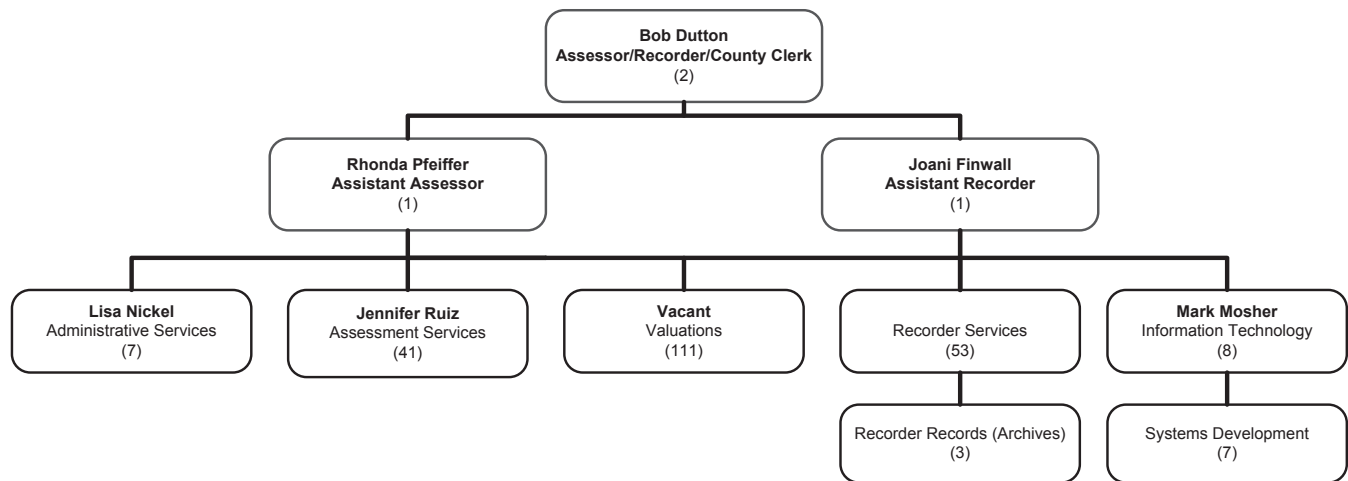 Bob Dutton
Assessor/Recorder/County Clerk
(2)
Rhonda Pfeiffer
Assistant Assessor
(1)
Joani Finwall
Assistant Recorder
(1)
Lisa Nickel
Administrative Services
(7)
Jennifer Ruiz
Assessment Services
(41)
Vacant
Valuations
(111)
Recorder Services
(53)
Mark Mosher
Information Technology
(8)
Recorder Records (Archives)
(3)
Systems Development
(7)